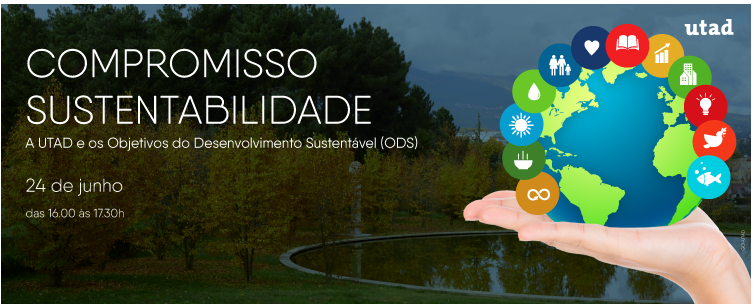 utad
COMPROMISSO
SUSTENTABILIDADE
A UTAD e os Objetivos do Desenvolvimento Sustentável (ODS)
24 de junho
das 16.00 às 17.30h